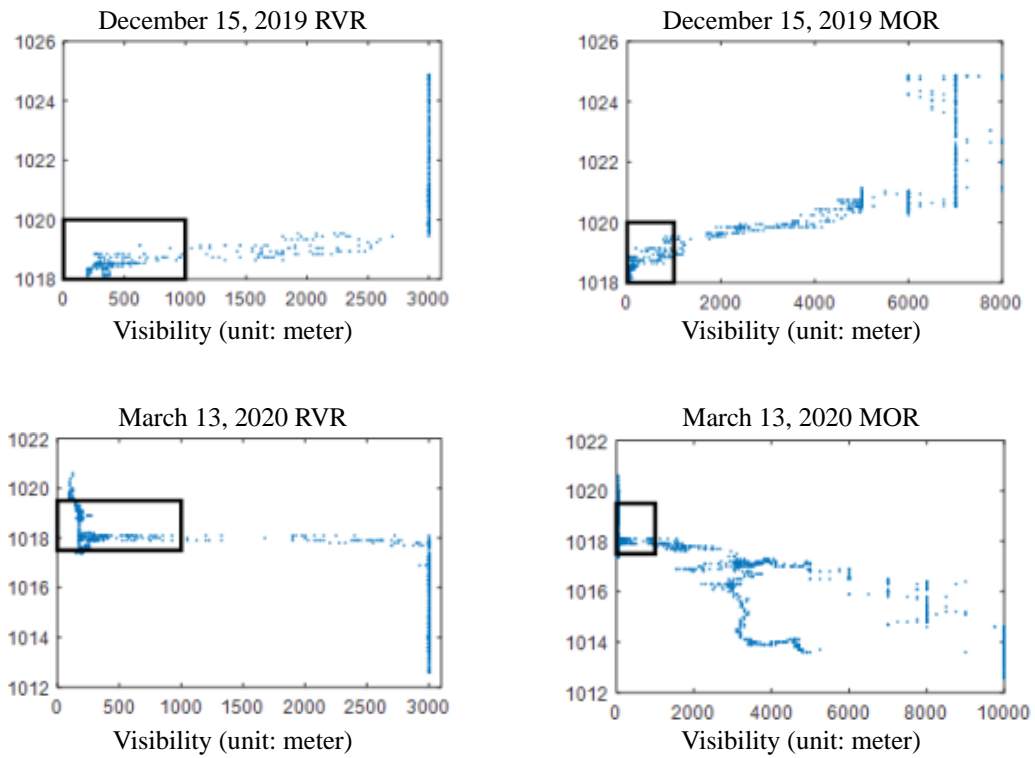 December 15, 2019 RVR
1026
1024
1022
1020
1018
0 500 1000 1500 2000 2500 3000
Visibility (unit: meter)
December 15, 2019 MOR
1026
1024
1022
1020
1018
0 2000 4000 6000 8000
Visibility (unit: meter)
March 13, 2020 RVR
1022
1020
1018
1016
1014
1012
0 500 1000 1500 2000 2500 3000
Visibility (unit: meter)
March 13, 2020 MOR
1022
1020
1018
1016
1014
1012
0 2000 4000 6000 8000 10000
Visibility (unit: meter)